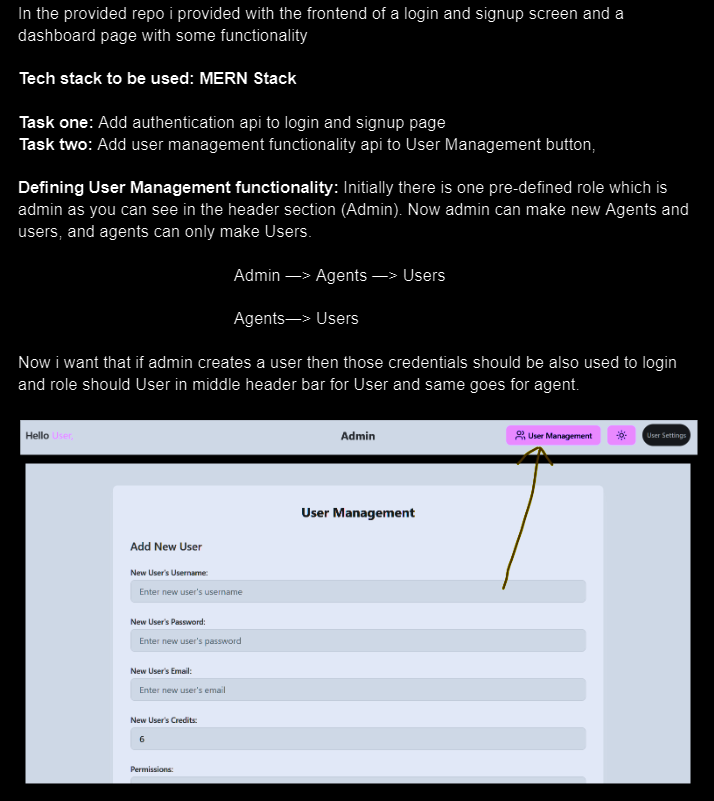 In the provided repo i provided with the frontend of a login and signup screen and a
dashboard page with some functionality
Tech stack to be used: MERN Stack
Task one: Add authentication api to login and signup page
Task two: Add user management functionality api to User Management button,
Defining User Management functionality: Initially there is one pre-defined role which is
admin as you can see in the header section (Admin). Now admin can make new Agents and
users, and agents can only make Users.
Admin —> Agents —> Users
Agents—> Users
Now i want that if admin creates a user then those credentials should be also used to login
and role should User in middle header bar for User and same goes for agent.
Hello User, Admin User Management User Settings
User Management
Add New User
New User's Username:
Enter new user's username
New User's Password:
Enter new user's password
New User's Email:
Enter new user's email
New User's Credits:
6
Permissions: